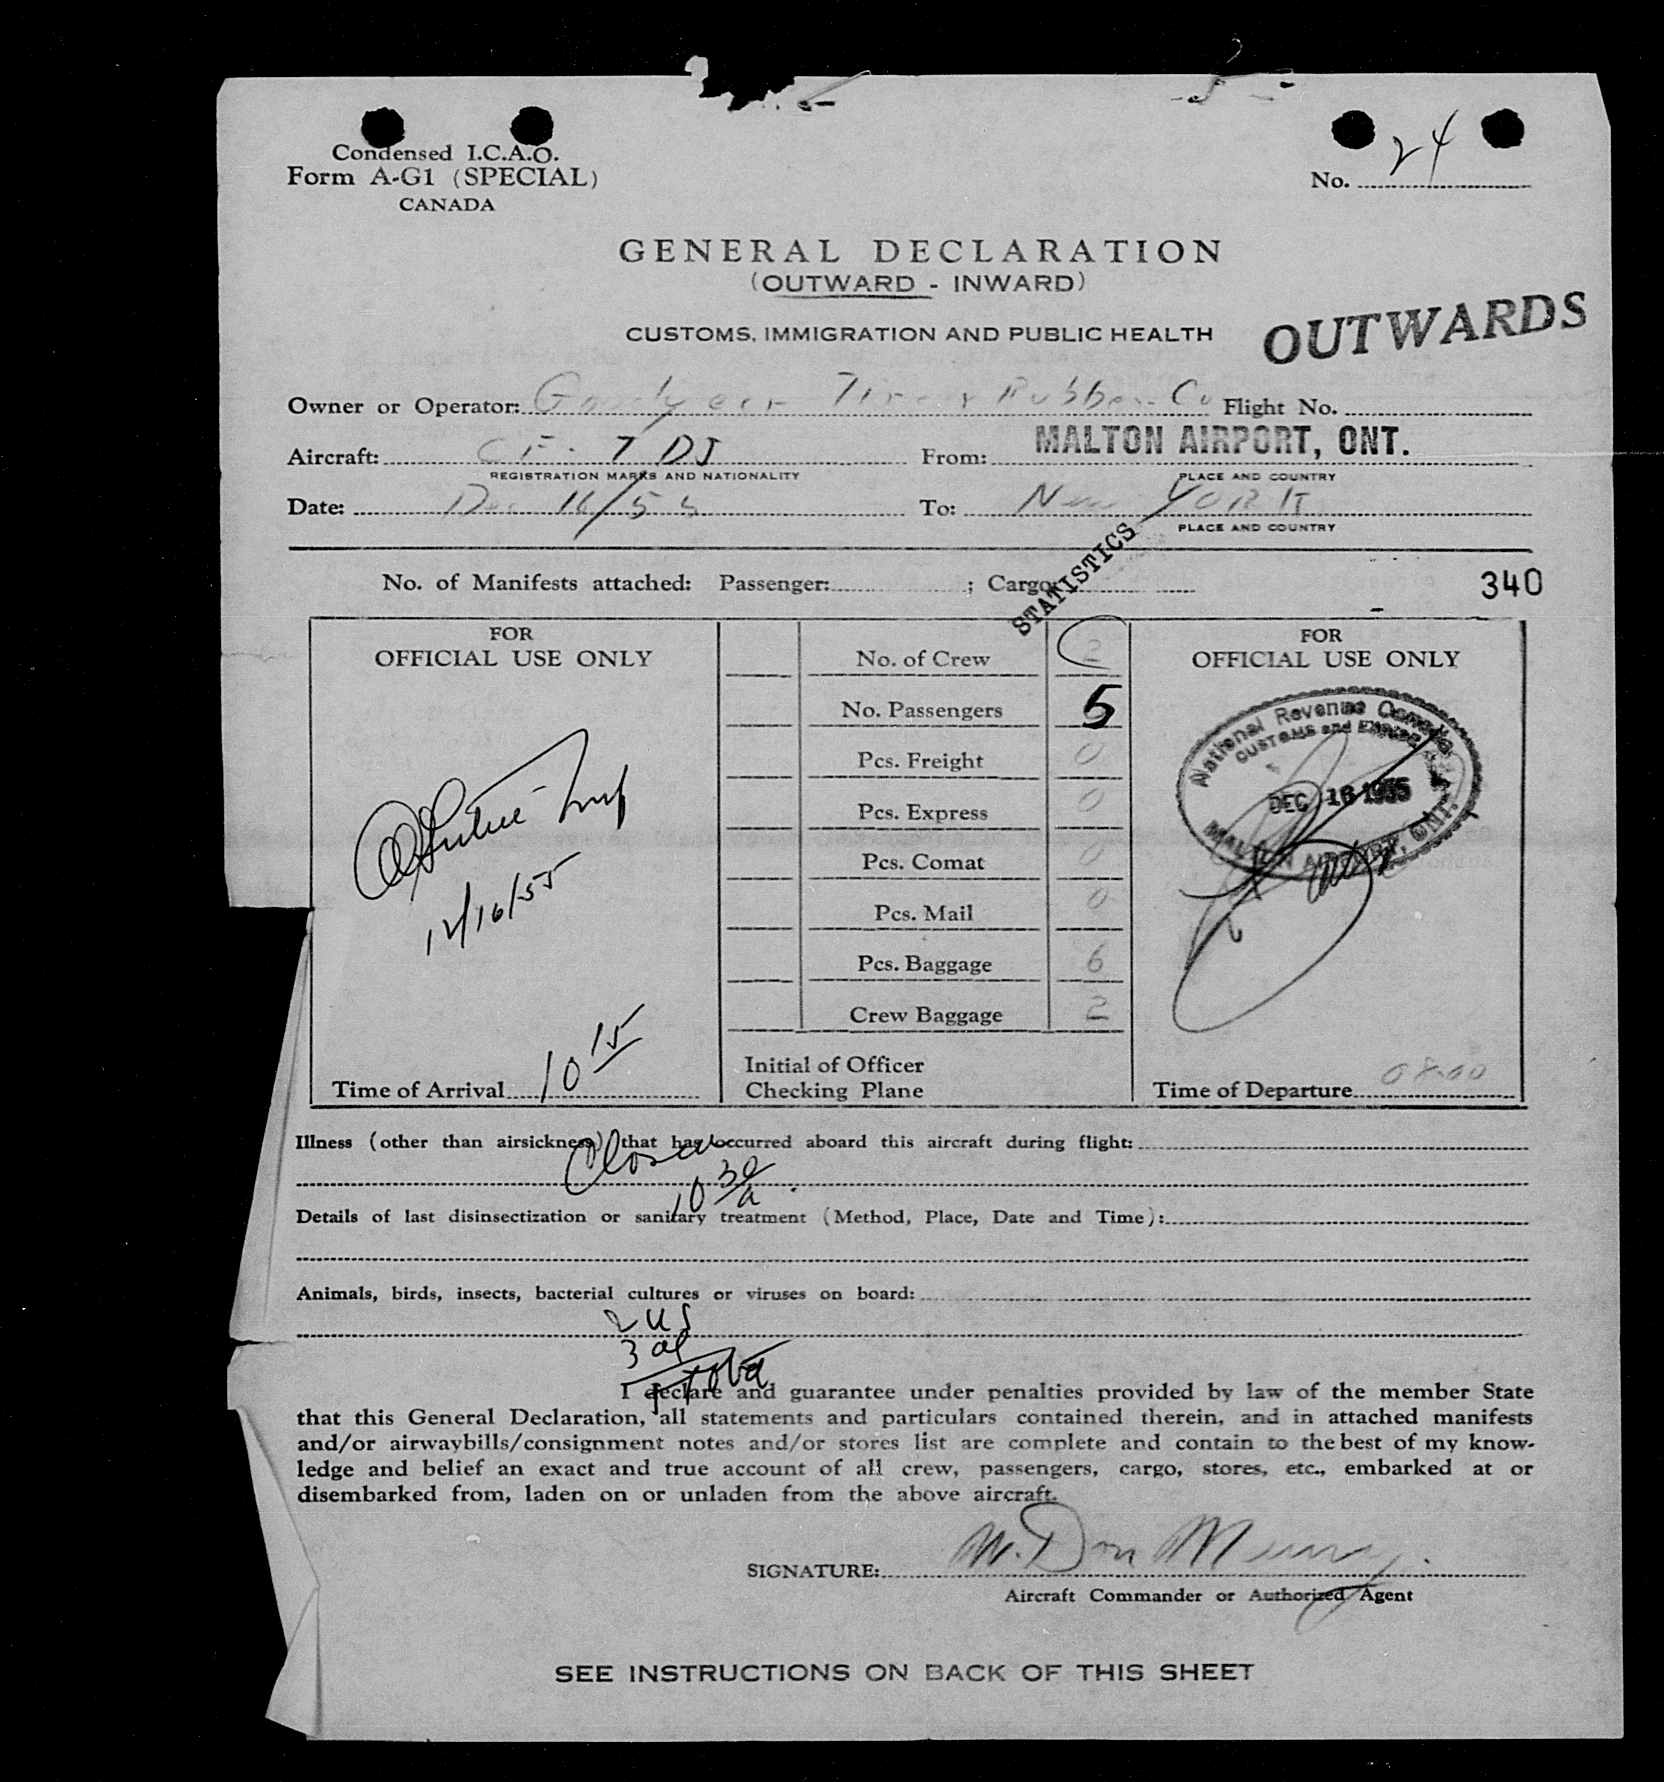 Condensed I.C.A.O.
Form A-G1 (SPECIAL)
CANADA
No. 24
GENERAL DECLARATION
(OUTWARD - INWARD)
CUSTOMS, IMMIGRATION AND PUBLIC HEALTH
OUTWARDS
Owner or Operator: Goodyear Tire & Rubber Co Flight No.
Aircraft: CF-TDJ From: MALTON AIRPORT, ONT.
REGISTRATION MARKS AND NATIONALITY PLACE AND COUNTRY
Date: Dec 16/55 To: New YORK
PLACE AND COUNTRY
STATISTICS
No. of Manifests attached: Passenger: ; Cargo: 340
FOR
OFFICIAL USE ONLY
12/16/55
Time of Arrival 10 15
No. of Crew 2
No. Passengers 5
Pcs. Freight 0
Pcs. Express 0
Pcs. Comat 0
Pcs. Mail 0
Pcs. Baggage 6
Crew Baggage 2
Initial of Officer
Checking Plane
FOR
OFFICIAL USE ONLY
National Revenue Canada
CUSTOMS and EXCISE
DEC 16 1955
MALTON AIRPORT, ONT.
Time of Departure 08.00
Illness (other than airsickness) that has occurred aboard this aircraft during flight:
Closed
10 30/a
Details of last disinsectization or sanitary treatment (Method, Place, Date and Time):
Animals, birds, insects, bacterial cultures or viruses on board:
2 US
3 al
I declare and guarantee under penalties provided by law of the member State
that this General Declaration, all statements and particulars contained therein, and in attached manifests
and/or airwaybills/consignment notes and/or stores list are complete and contain to the best of my know-
ledge and belief an exact and true account of all crew, passengers, cargo, stores, etc., embarked at or
disembarked from, laden on or unladen from the above aircraft.
SIGNATURE: W. Don Murray.
Aircraft Commander or Authorized Agent
SEE INSTRUCTIONS ON BACK OF THIS SHEET